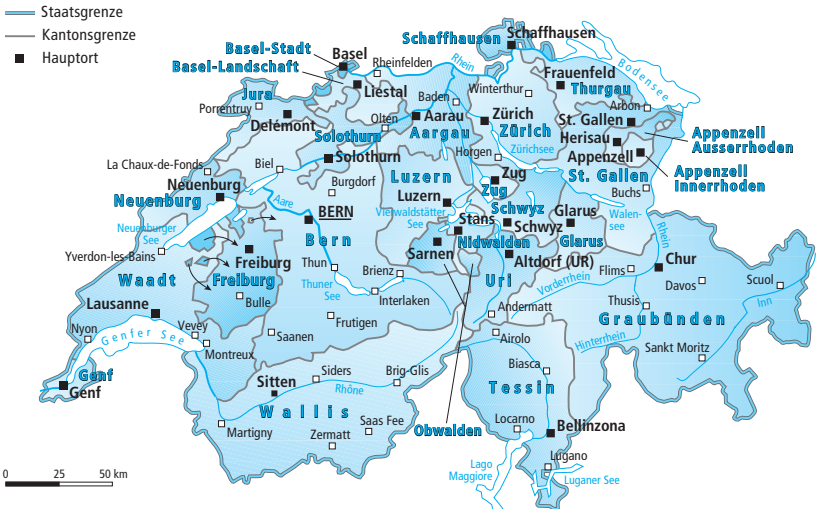 Staatsgrenze
Kantonsgrenze
Hauptort
Schaffhausen
Schaffhausen
Basel-Stadt
Basel
Rhein
Bodensee
Basel-Landschaft
Rheinfelden
Frauenfeld
Thurgau
Liestal
Winterthur
Jura
Baden
Arbon
Porrentruy
Aarau
Zürich
St. Gallen
Delémont
Olten
Aargau
Zürich
Herisau
Appenzell
Ausserrhoden
Solothurn
Horgen
Zürichsee
Appenzell
Solothurn
La Chaux-de-Fonds
Biel
Luzern
Zug
St. Gallen
Appenzell
Innerrhoden
Neuenburg
Burgdorf
Zug
Buchs
Neuenburg
Aare
Luzern
Schwyz
Glarus
Walen-
see
BERN
Vierwaldstätter
See
Stans
Schwyz
Neuenburger
See
Bern
Nidwalden
Glarus
Rhein
Yverdon-les-Bains
Freiburg
Sarnen
Altdorf (UR)
Chur
Waadt
Freiburg
Thun
Brienz
Uri
Flims
Vorderrhein
Davos
Scuol
Thuner
See
Bulle
Interlaken
Andermatt
Thusis
Inn
Lausanne
Frutigen
Graubünden
Nyon
Vevey
Saanen
Airolo
Genfer See
Montreux
Hinterrhein
Sankt Moritz
Siders
Brig-Glis
Biasca
Genf
Genf
Sitten
Rhône
Tessin
Wallis
Locarno
Martigny
Saas Fee
Obwalden
Bellinzona
Zermatt
Lugano
Lago
Maggiore
Luganer See
0 25 50 km